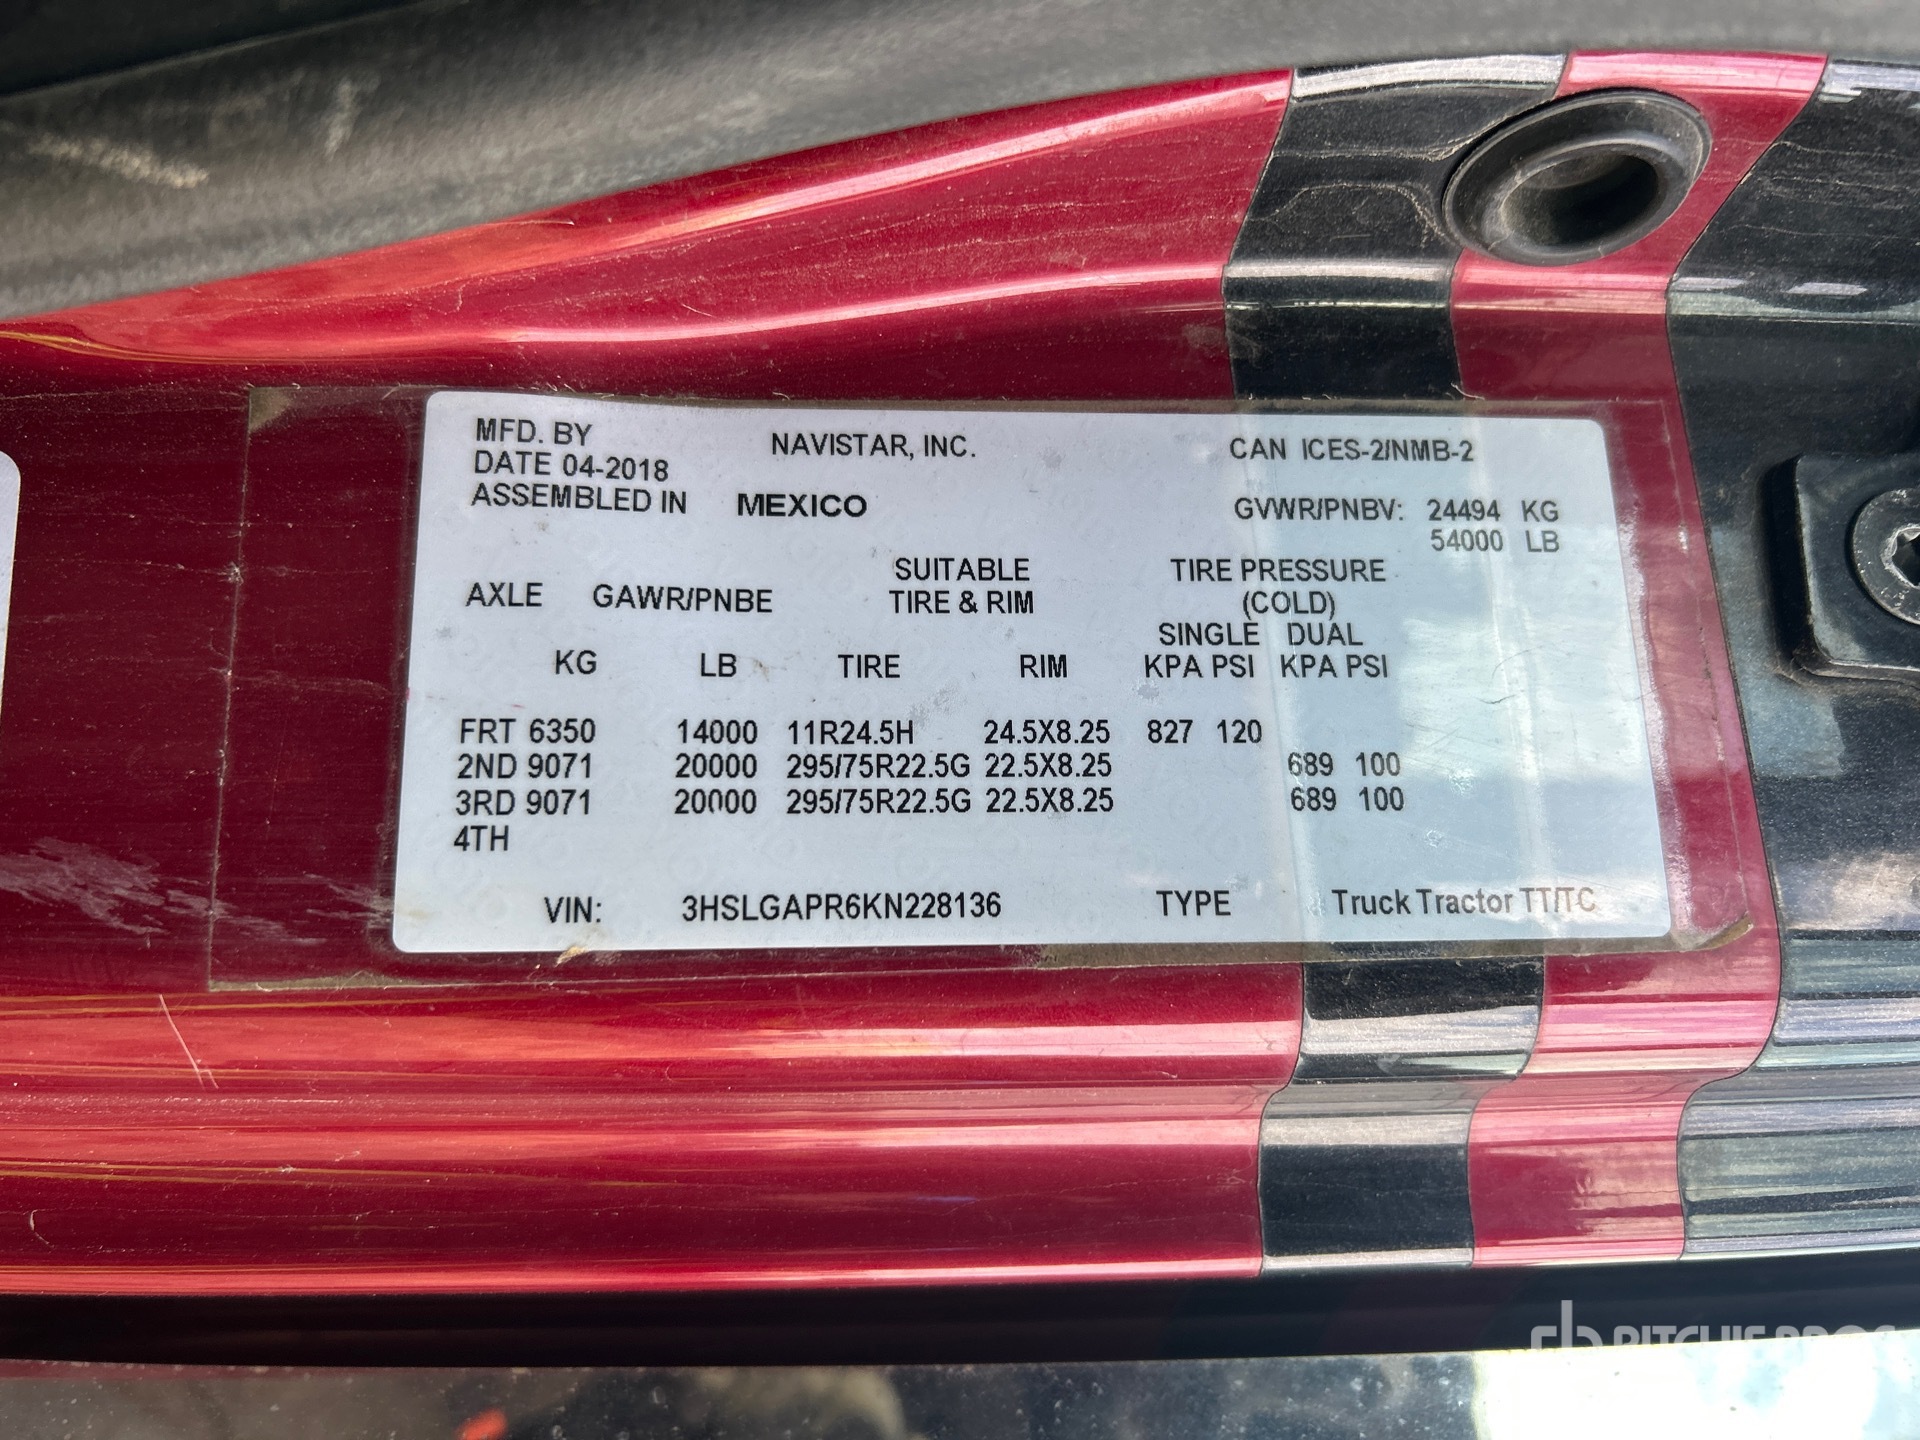 MFD. BY NAVISTAR, INC. CAN ICES-2/NMB-2
DATE 04-2018
ASSEMBLED IN MEXICO GVWR/PNBV: 24494 KG
54000 LB
SUITABLE TIRE PRESSURE
AXLE GAWR/PNBE TIRE & RIM (COLD)
SINGLE DUAL
KG LB TIRE RIM KPA PSI KPA PSI
FRT 6350 14000 11R24.5H 24.5X8.25 827 120
2ND 9071 20000 295/75R22.5G 22.5X8.25 689 100
3RD 9071 20000 295/75R22.5G 22.5X8.25 689 100
4TH
VIN: 3HSLGAPR6KN228136 TYPE Truck Tractor TT/TC
rb RITCHIE BROS